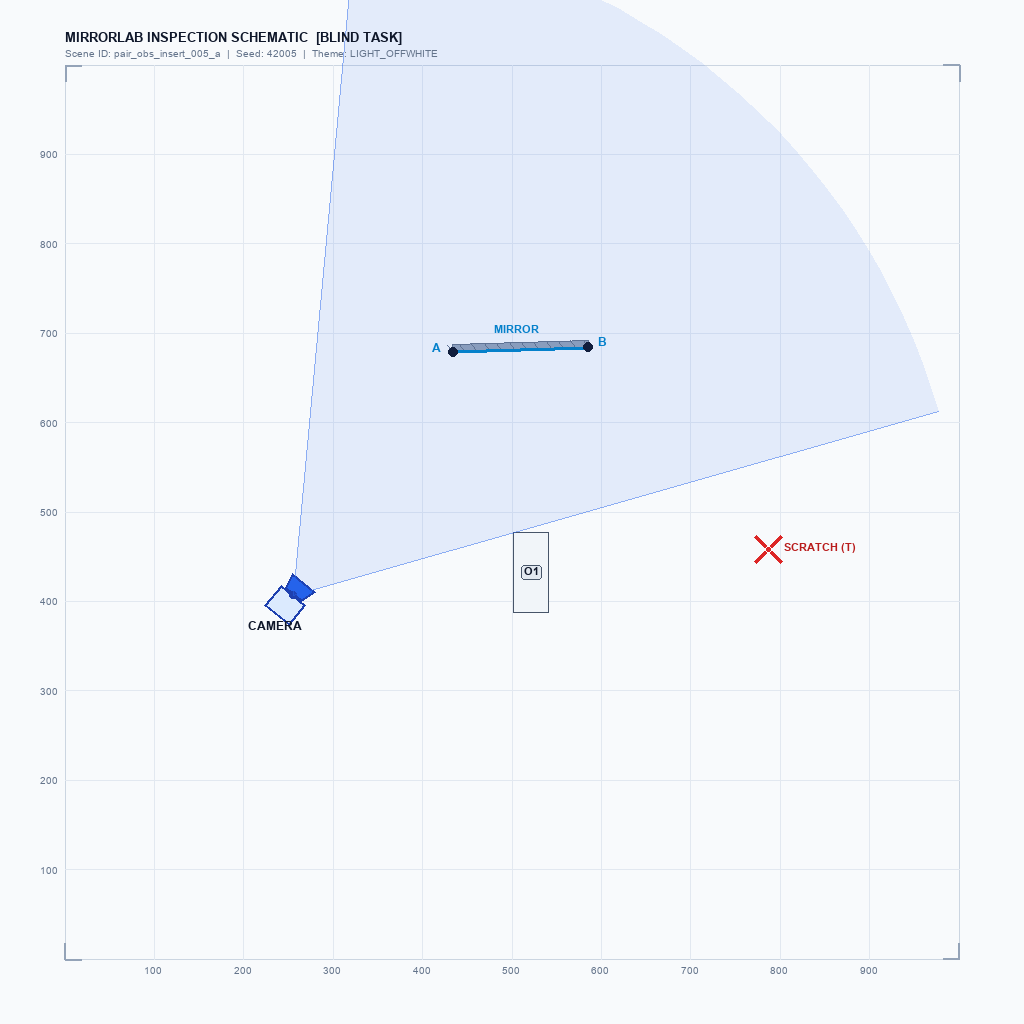 MIRRORLAB INSPECTION SCHEMATIC [BLIND TASK]
Scene ID: pair_obs_insert_005_a | Seed: 42005 | Theme: LIGHT_OFFWHITE
900
800
700
MIRROR
A
B
600
500
SCRATCH (T)
O1
400
CAMERA
300
200
100
100 200 300 400 500 600 700 800 900